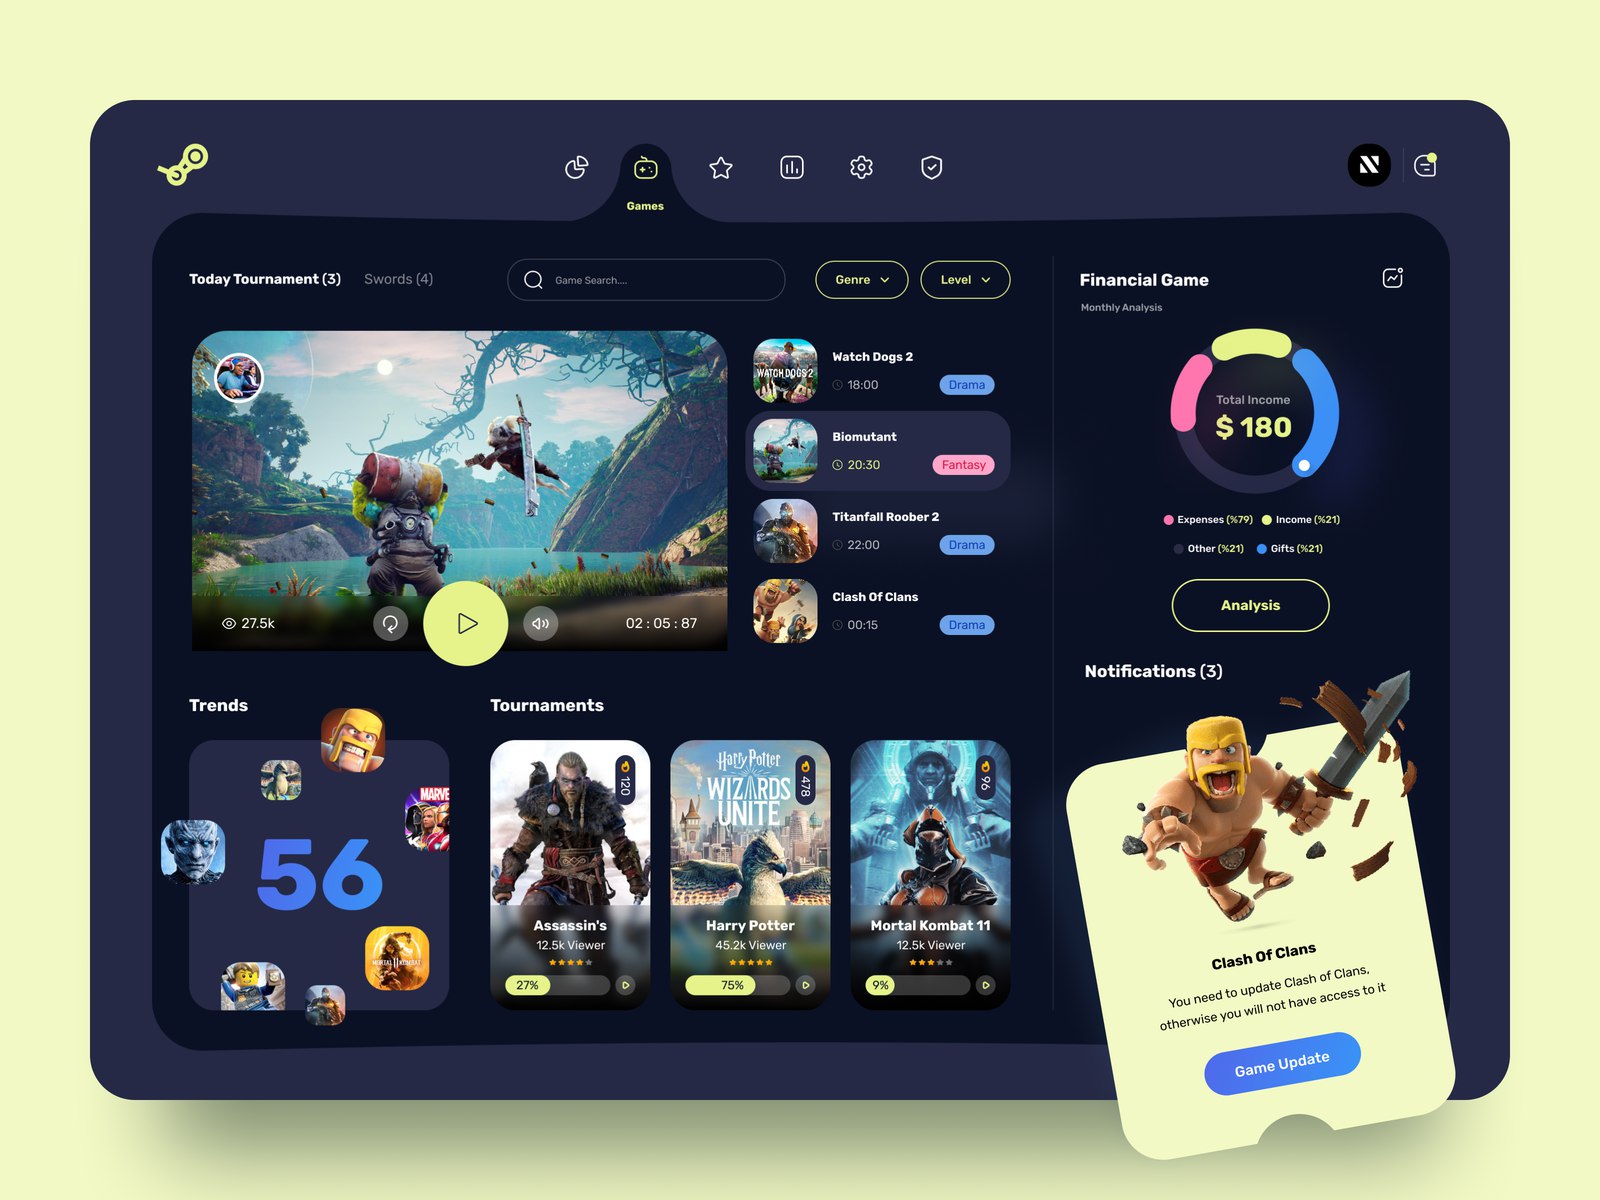 Games
Today Tournament (3)
Swords (4)
Game Search....
Genre
Level
27.5k
02 : 05 : 87
WATCH DOGS 2
Watch Dogs 2
18:00
Drama
Biomutant
20:30
Fantasy
Titanfall Roober 2
22:00
Drama
Clash Of Clans
00:15
Drama
Financial Game
Monthly Analysis
Total Income
$ 180
Expenses (%79)
Income (%21)
Other (%21)
Gifts (%21)
Analysis
Trends
MARVE
56
MORTAL KOMBAT 11
Tournaments
120
Assassin's
12.5k Viewer
27%
Harry Potter
WIZARDS
UNITE
478
Harry Potter
45.2k Viewer
75%
96
Mortal Kombat 11
12.5k Viewer
9%
Notifications (3)
Clash Of Clans
You need to update Clash of Clans,
otherwise you will not have access to it
Game Update